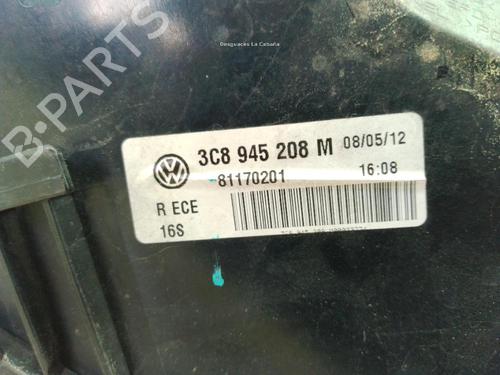 Desguaces La Cabaña
B-PARTS
3C8 945 208 M 08/05/12
81170201 16:08
R ECE
16S